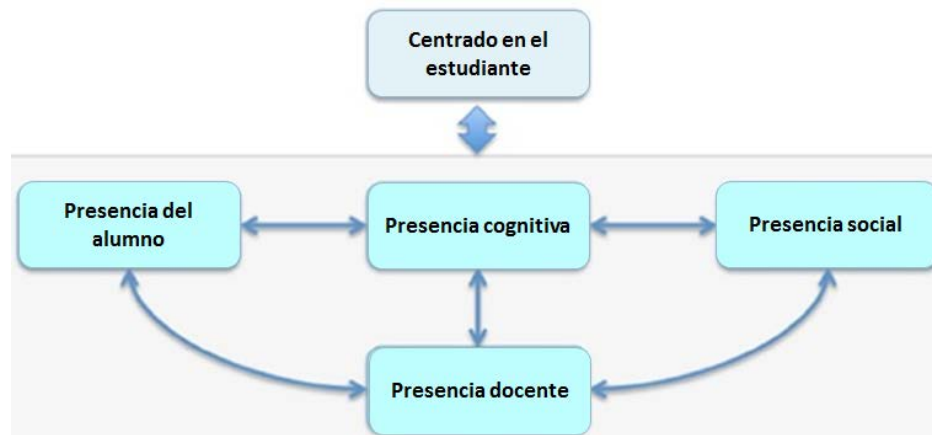 Centrado en el
estudiante
Presencia del
alumno
Presencia cognitiva
Presencia social
Presencia docente